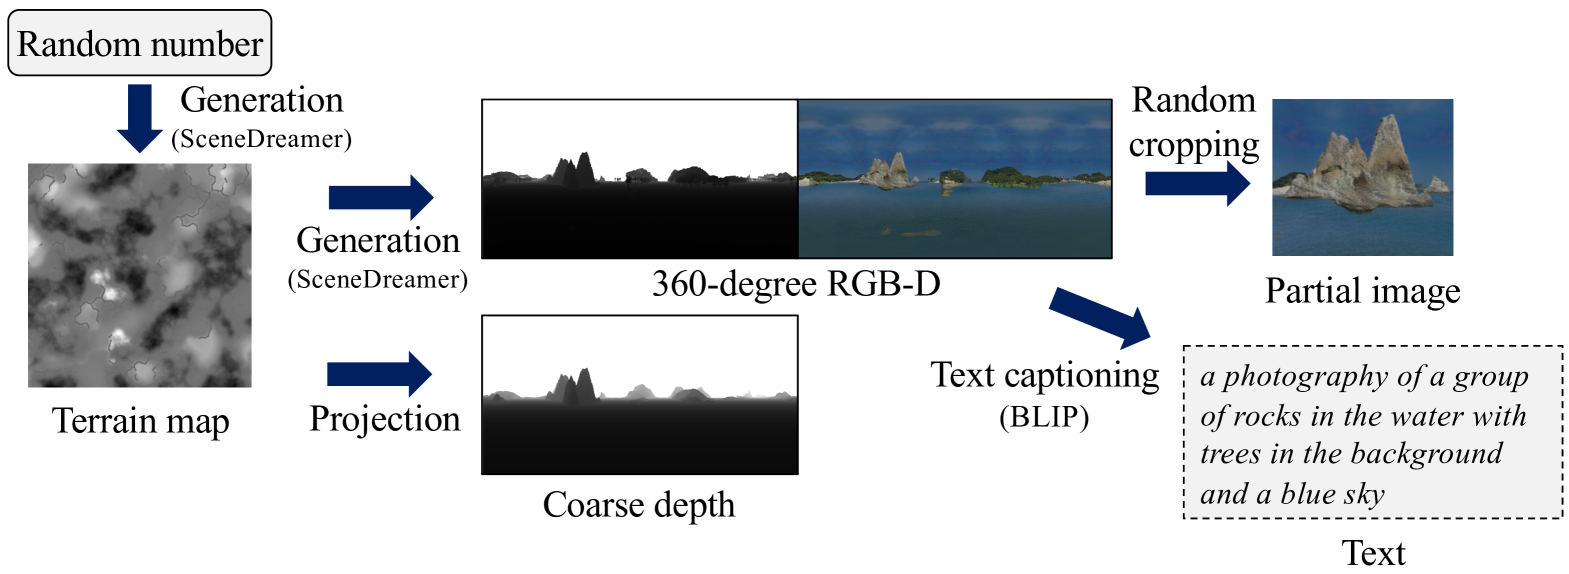 Random number
Generation
(SceneDreamer)
Terrain map
Generation
(SceneDreamer)
Projection
360-degree RGB-D
Coarse depth
Random
cropping
Partial image
Text captioning
(BLIP)
a photography of a group
of rocks in the water with
trees in the background
and a blue sky
Text